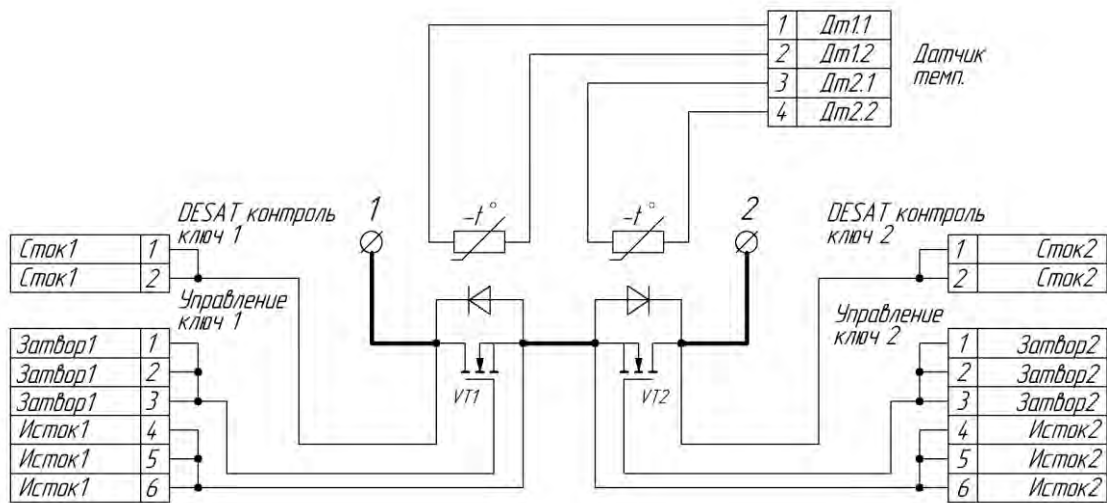 1 Дт1.1
2 Дт1.2
3 Дт2.1
4 Дт2.2
Датчик
темп.
DESAT контроль
ключ 1
1
-t°
-t°
2
DESAT контроль
ключ 2
Сток1 1
Сток1 2
1 Сток2
2 Сток2
Управление
ключ 1
Управление
ключ 2
Затвор1 1
Затвор1 2
Затвор1 3
Исток1 4
Исток1 5
Исток1 6
VT1
VT2
1 Затвор2
2 Затвор2
3 Затвор2
4 Исток2
5 Исток2
6 Исток2